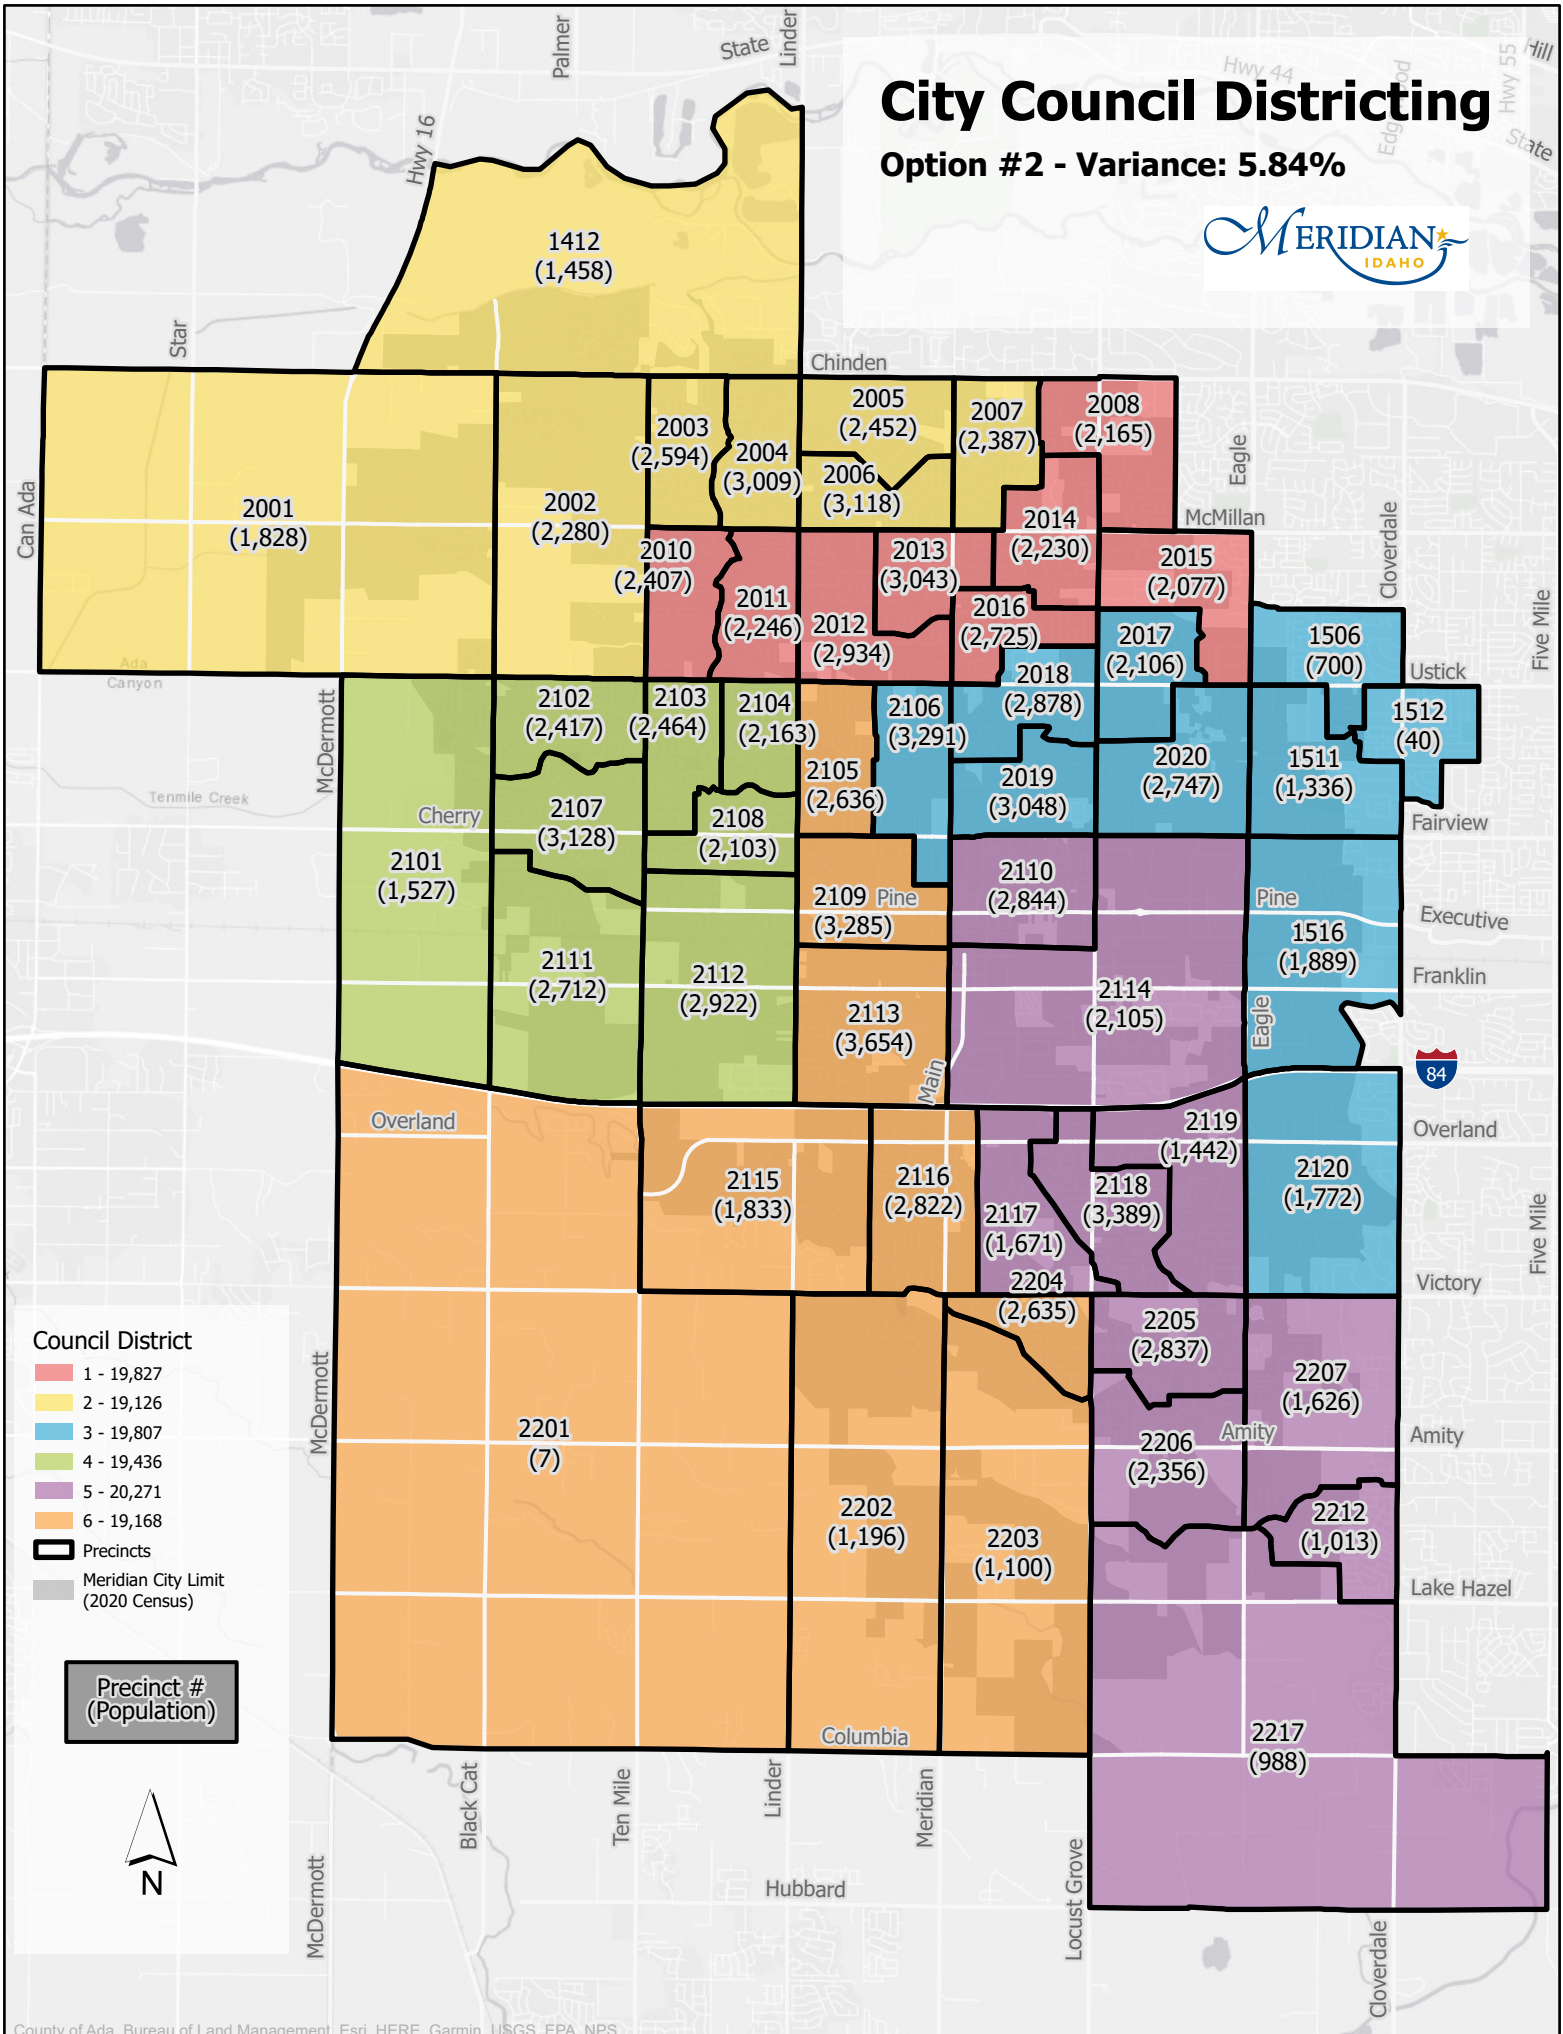 Palmer
State
Linder
Hwy 44
Hwy 55
Hill
City Council Districting
State
Option #2 - Variance: 5.84%
Hwy 16
MERIDIAN
IDAHO
1412
(1,458)
Star
Chinden
2005
(2,452)
2007
(2,387)
2008
(2,165)
2003
(2,594)
2004
(3,009)
2006
(3,118)
Eagle
Can Ada
2001
(1,828)
2002
(2,280)
2014
(2,230)
McMillan
Cloverdale
2010
(2,407)
2013
(3,043)
2015
(2,077)
2011
(2,246)
2012
(2,934)
2016
(2,725)
2017
(2,106)
1506
(700)
Five Mile
Ada
Canyon
Ustick
McDermott
2102
(2,417)
2103
(2,464)
2104
(2,163)
2106
(3,291)
2018
(2,878)
1512
(40)
2105
(2,636)
2019
(3,048)
2020
(2,747)
1511
(1,336)
Tenmile Creek
Cherry
2107
(3,128)
2108
(2,103)
Fairview
2101
(1,527)
2109
(3,285)
Pine
2110
(2,844)
Pine
Executive
1516
(1,889)
2111
(2,712)
2112
(2,922)
2113
(3,654)
2114
(2,105)
Franklin
Eagle
Main
84
Overland
2119
(1,442)
Overland
2115
(1,833)
2116
(2,822)
2118
(3,389)
2120
(1,772)
2117
(1,671)
Five Mile
2204
(2,635)
Victory
2205
(2,837)
Council District
1 - 19,827
2 - 19,126
3 - 19,807
4 - 19,436
5 - 20,271
6 - 19,168
Precincts
Meridian City Limit
(2020 Census)
McDermott
2207
(1,626)
2201
(7)
2206
(2,356)
Amity
Amity
2202
(1,196)
2203
(1,100)
2212
(1,013)
Lake Hazel
Precinct #
(Population)
Columbia
2217
(988)
N
McDermott
Black Cat
Ten Mile
Linder
Meridian
Hubbard
Locust Grove
Cloverdale
County of Ada, Bureau of Land Management, Esri, HERE, Garmin, USGS, EPA, NPS